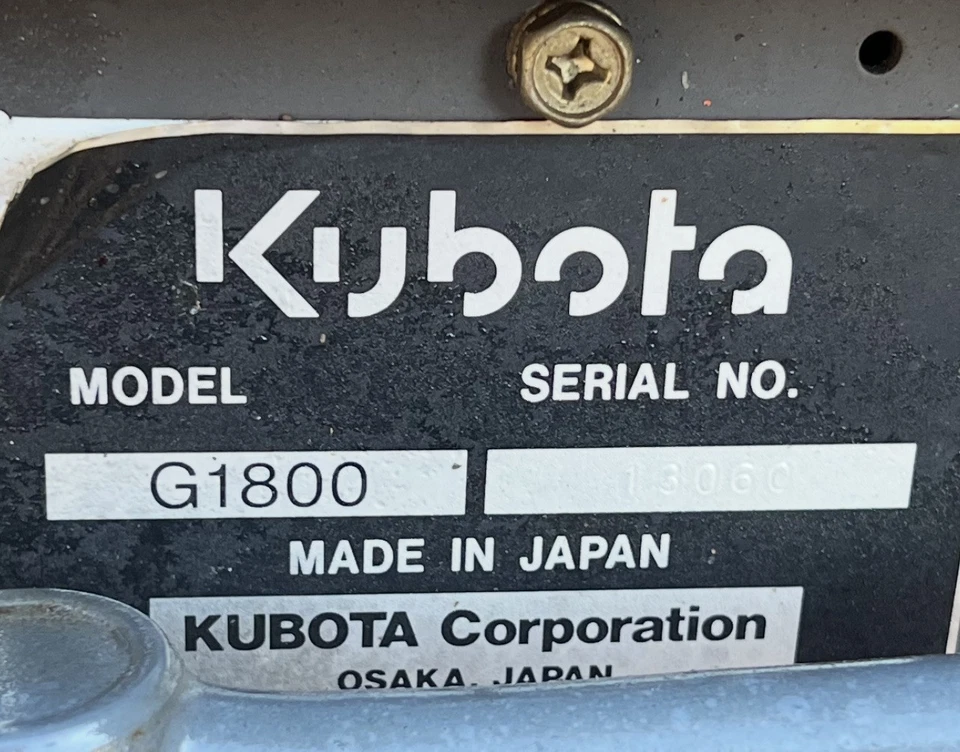 Kubota
MODEL SERIAL NO.
G1800 13060
MADE IN JAPAN
KUBOTA Corporation
OSAKA, JAPAN